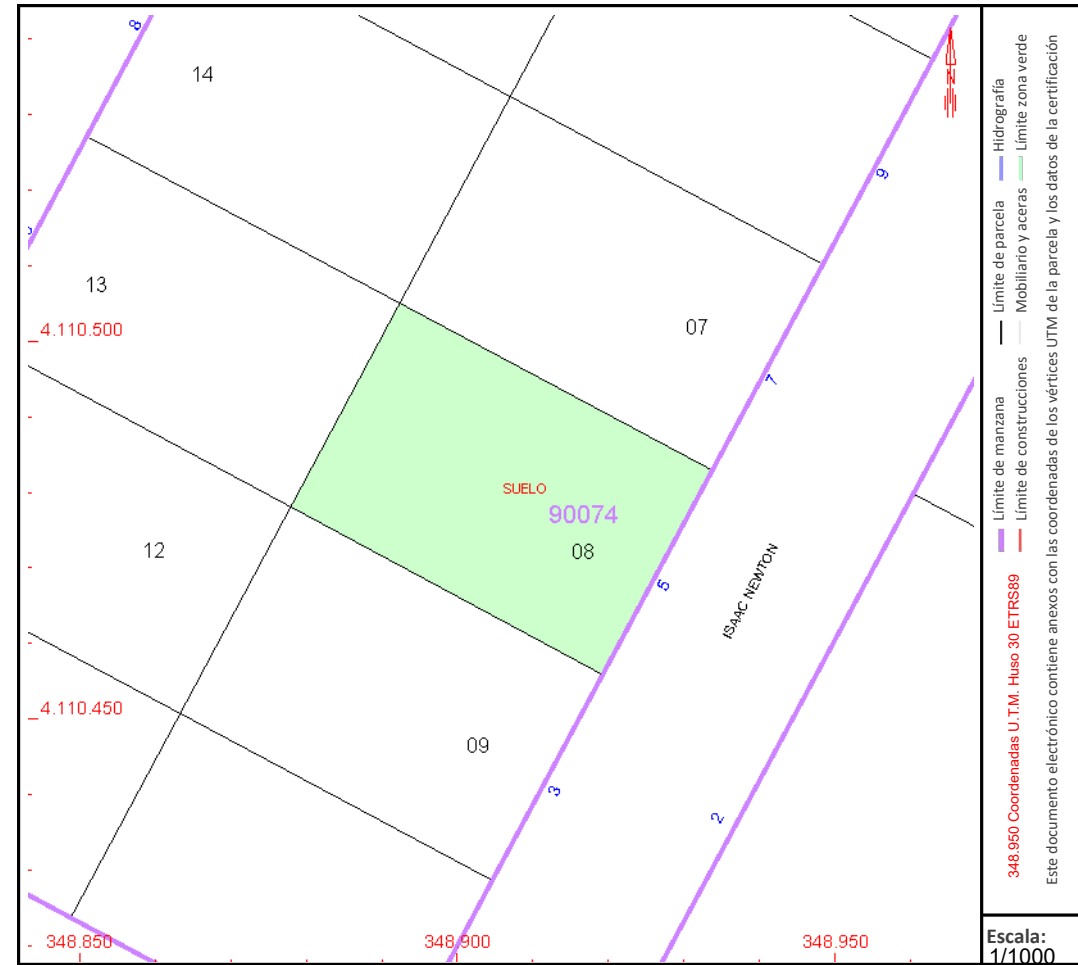 8
14
9
13
07
4.110.500
7
SUELO
90074
08
12
5
ISAAC NEWTON
4.110.450
09
3
2
348.850
348.900
348.950
N
Límite de manzana
Límite de parcela
Hidrografía
Límite de construcciones
Mobiliario y aceras
Límite zona verde
348.950 Coordenadas U.T.M. Huso 30 ETRS89
Este documento electrónico contiene anexos con las coordenadas de los vértices UTM de la parcela y los datos de la certificación
Escala:
1/1000